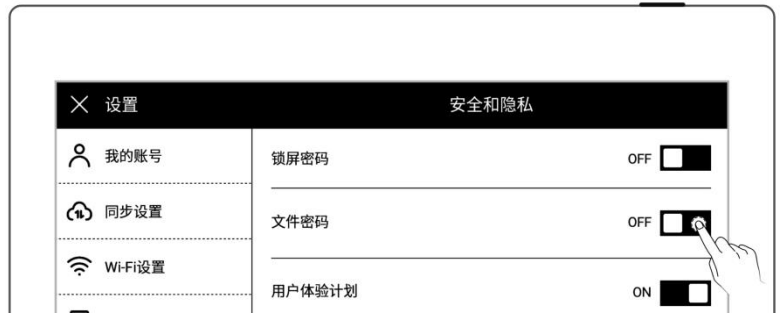 设置
安全和隐私
我的账号
锁屏密码
OFF
同步设置
文件密码
OFF
Wi-Fi设置
用户体验计划
ON